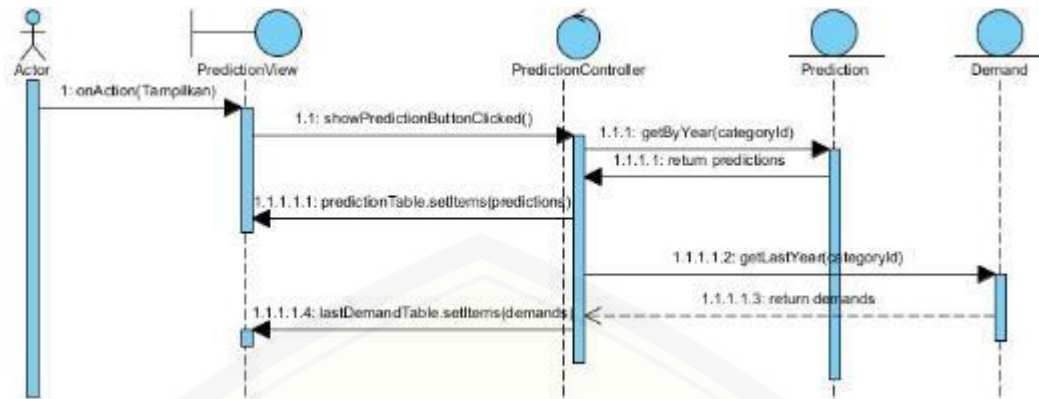 Actor
PredictionView
PredictionController
Prediction
Demand
1: onAction(Tampilkan)
1.1: showPredictionButtonClicked()
1.1.1: getByYear(categoryId)
1.1.1.1: return predictions
1.1.1.1.1: predictionTable.setItems(predictions)
1.1.1.1.2: getLastYear(categoryId)
1.1.1.1.3: return demands
1.1.1.1.4: lastDemandTable.setItems(demands)